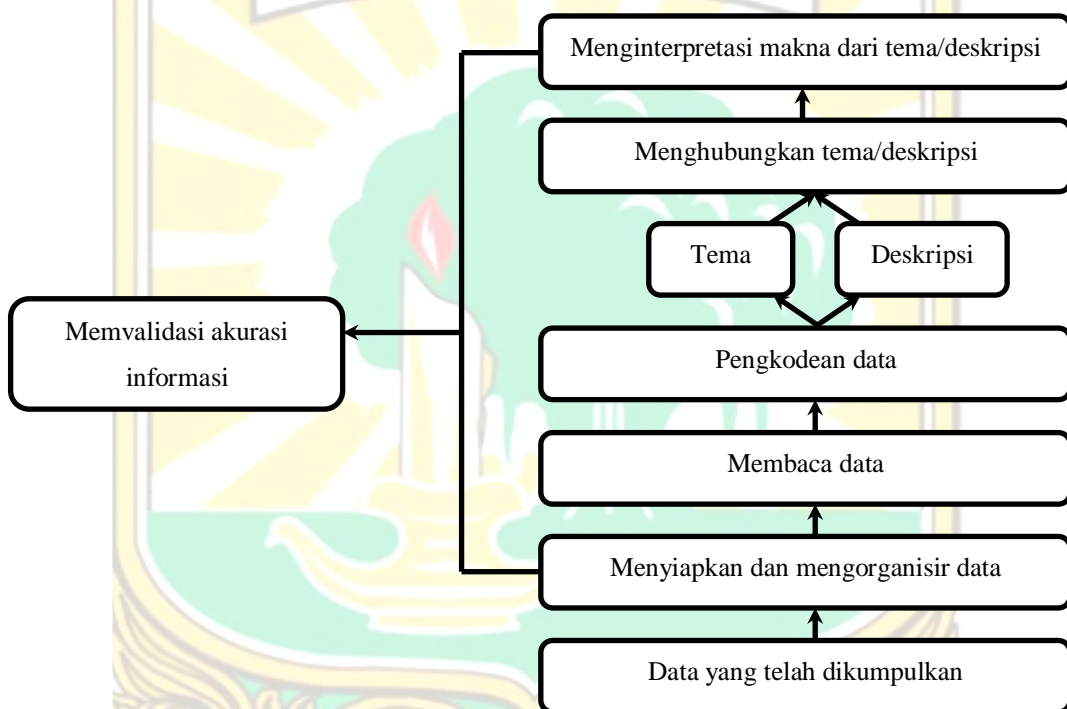 Menginterpretasi makna dari tema/deskripsi
Menghubungkan tema/deskripsi
Tema
Deskripsi
Memvalidasi akurasi
informasi
Pengkodean data
Membaca data
Menyiapkan dan mengorganisir data
Data yang telah dikumpulkan